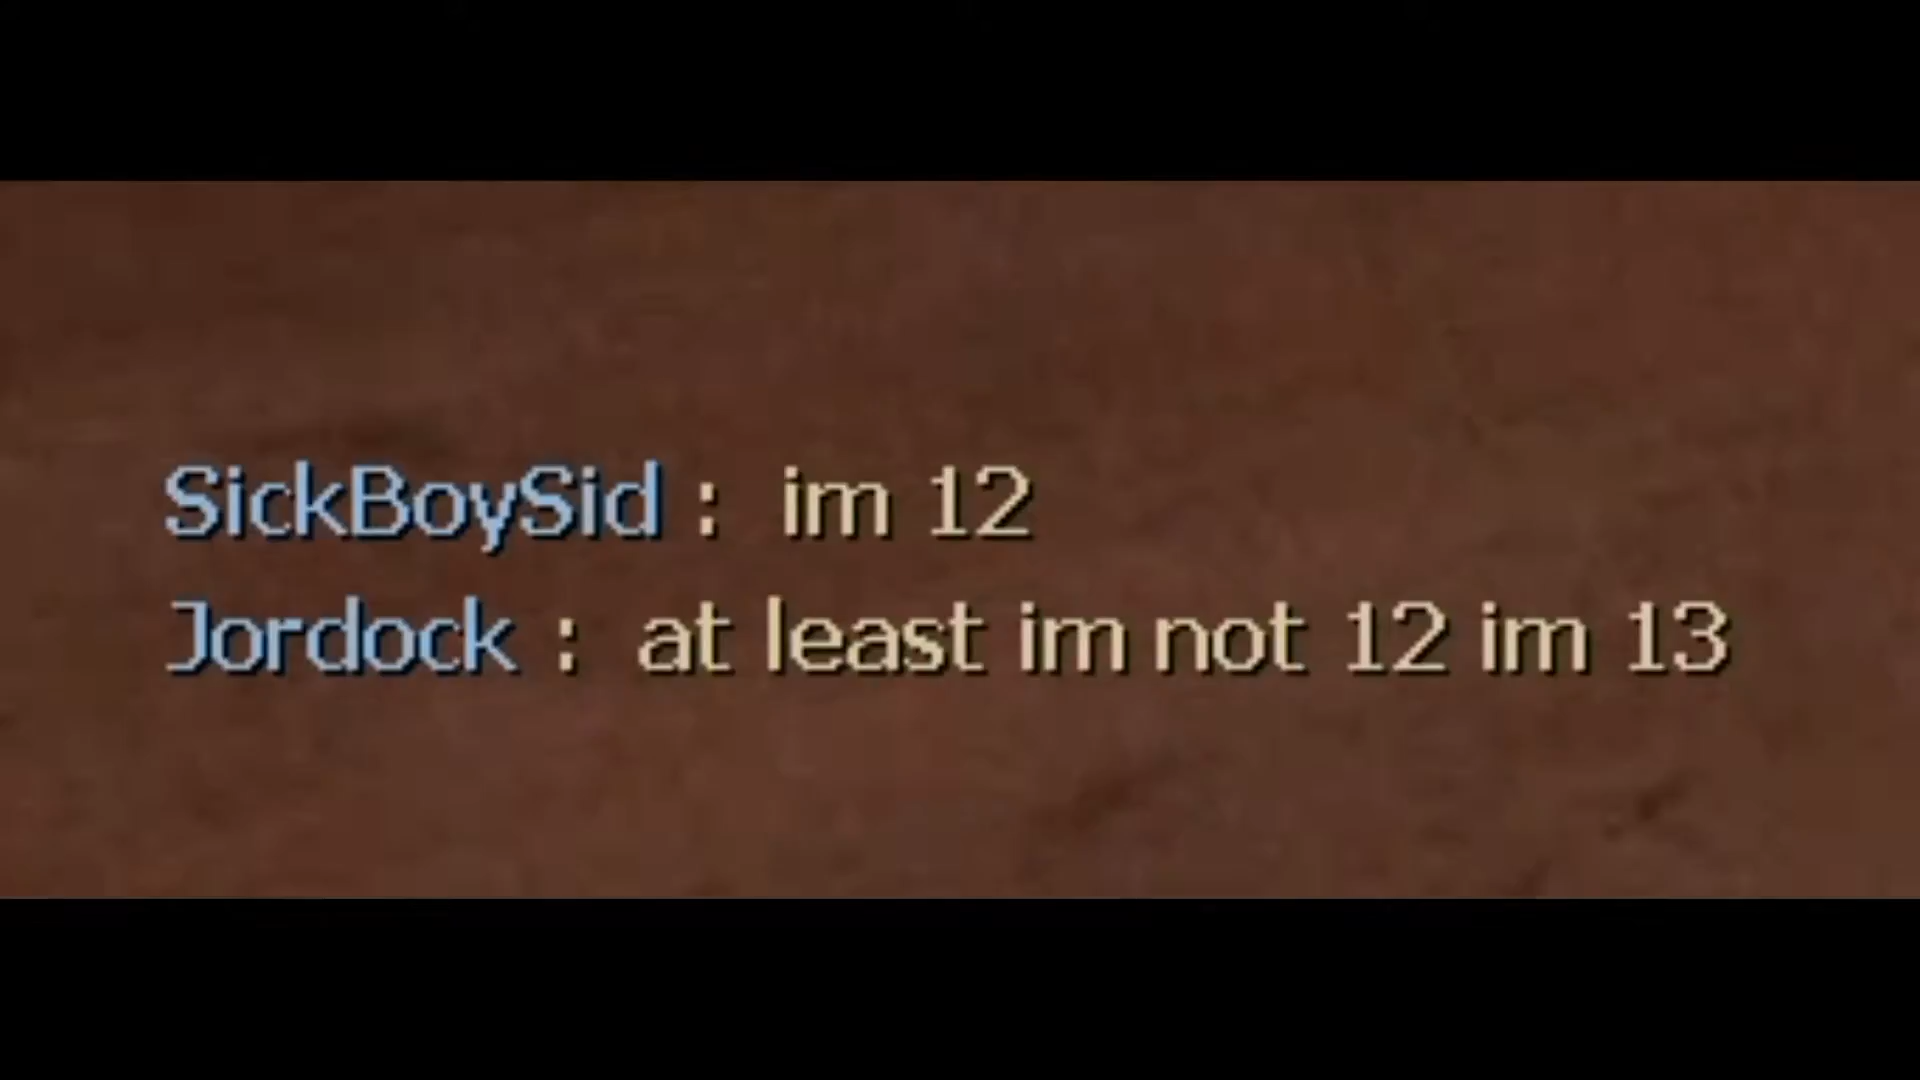 SickBoySid :  im 12
Jordock :  at least im not 12 im 13